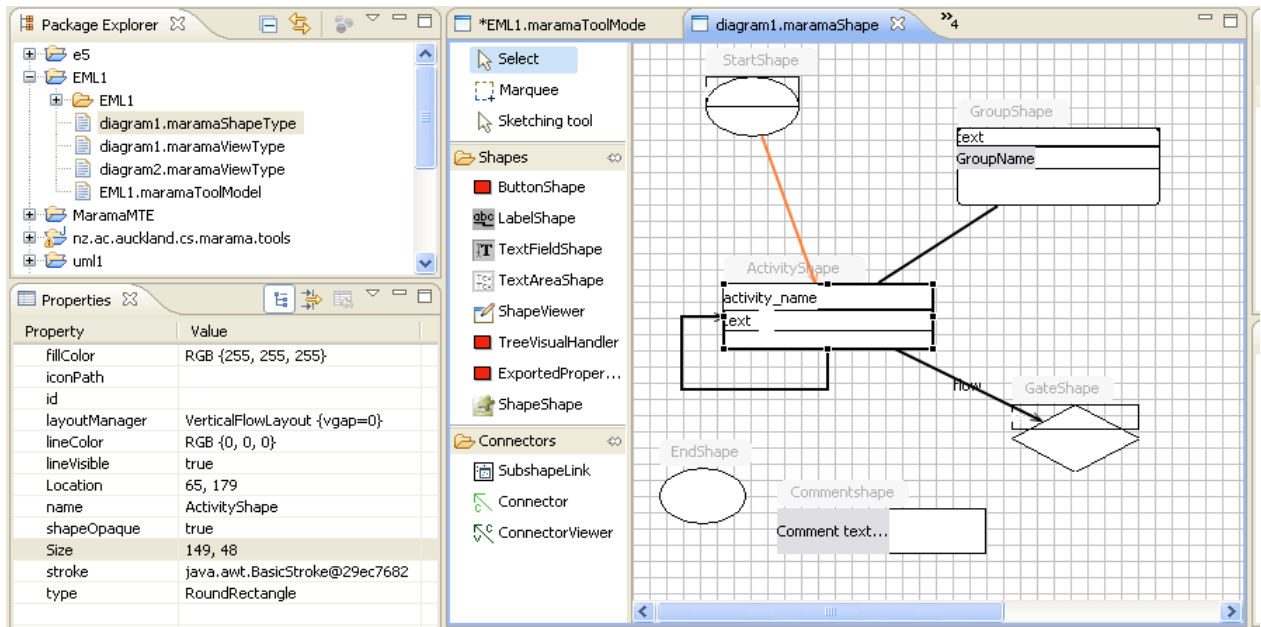 Package Explorer
e5
EML1
EML1
diagram1.maramaShapeType
diagram1.maramaViewType
diagram2.maramaViewType
EML1.maramaToolModel
MaramaMTE
nz.ac.auckland.cs.marama.tools
uml1
Properties
Property Value
fillColor RGB {255, 255, 255}
iconPath
id
layoutManager VerticalFlowLayout {vgap=0}
lineColor RGB {0, 0, 0}
lineVisible true
Location 65, 179
name ActivityShape
shapeOpaque true
Size 149, 48
stroke java.awt.BasicStroke@29ec7682
type RoundRectangle
*EML1.maramaToolMode
diagram1.maramaShape
»4
Select
Marquee
Sketching tool
Shapes
ButtonShape
abc LabelShape
TextFieldShape
TextAreaShape
ShapeViewer
TreeVisualHandler
ExportedProper...
ShapeShape
Connectors
SubshapeLink
Connector
ConnectorViewer
StartShape
GroupShape
text
GroupName
ActivityShape
activity_name
text
flow
GateShape
EndShape
Commentshape
Comment text...